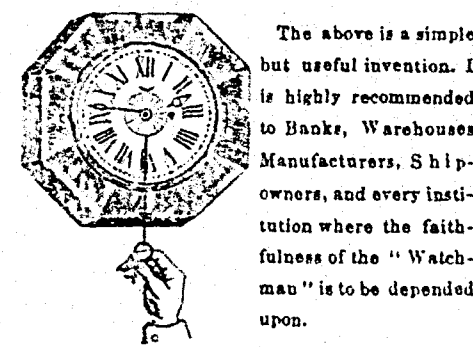 The above is a simple
but useful invention. I
is highly recommended
to Banks, Warehouses
Manufacturers, Ship-
owners, and every insti-
tution where the faith-
fulness of the "Watch-
man" is to be depended
upon.